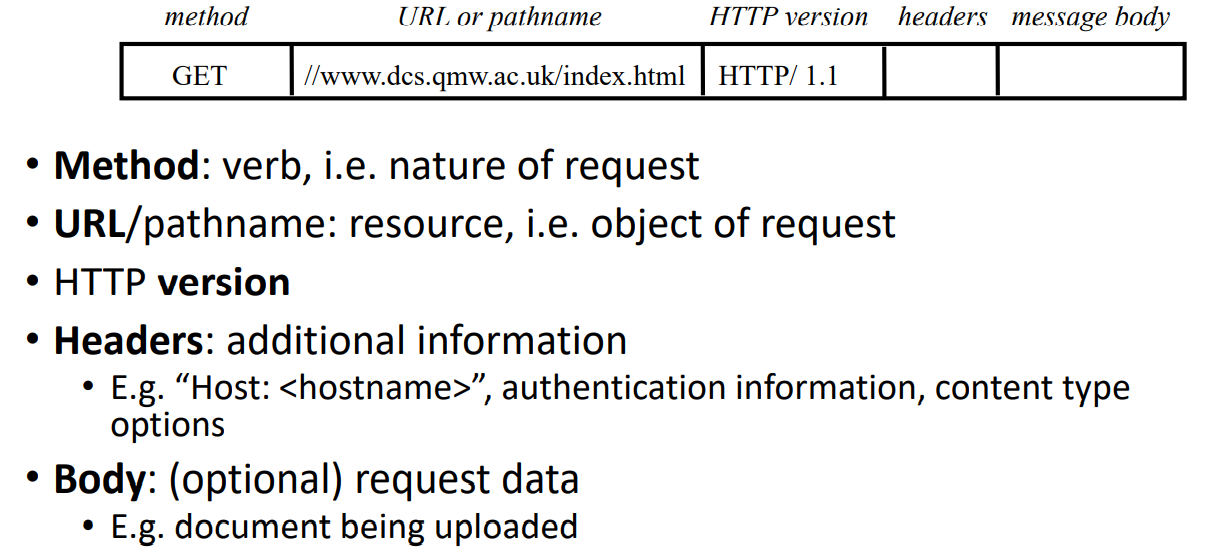 method URL or pathname HTTP version headers message body
GET //www.dcs.qmw.ac.uk/index.html HTTP/ 1.1
• Method: verb, i.e. nature of request
• URL/pathname: resource, i.e. object of request
• HTTP version
• Headers: additional information
• E.g. “Host: <hostname>”, authentication information, content type
options
• Body: (optional) request data
• E.g. document being uploaded